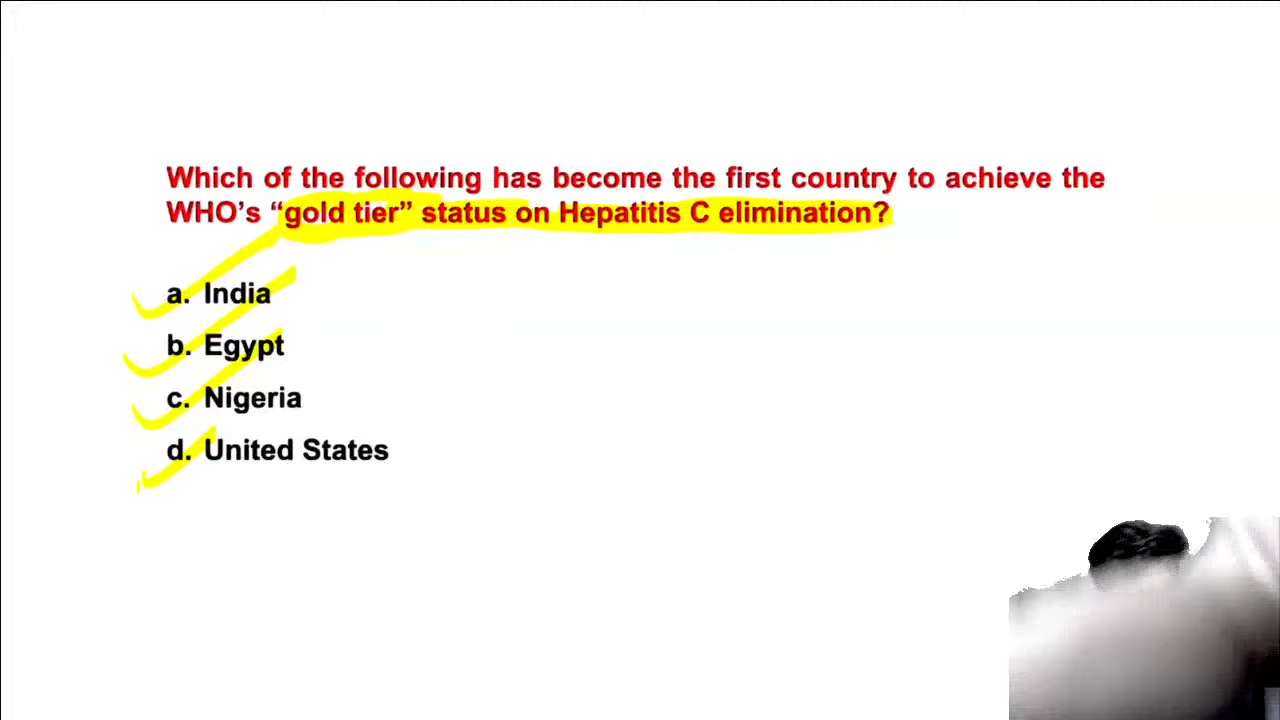 Which of the following has become the first country to achieve the
WHO's “gold tier” status on Hepatitis C elimination?
a. India
b. Egypt
c. Nigeria
d. United States